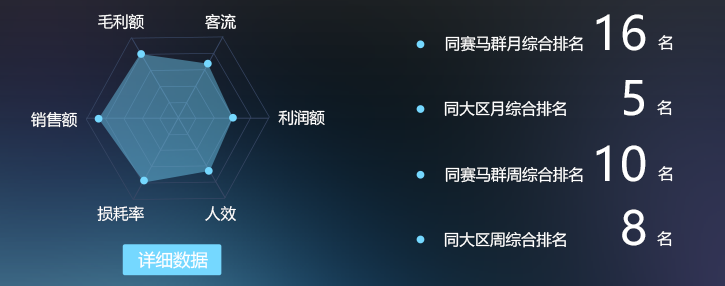 毛利额
客流
销售额
利润额
损耗率
人效
详细数据
同赛马群月综合排名 16 名
同大区月综合排名 5 名
同赛马群周综合排名 10 名
同大区周综合排名 8 名